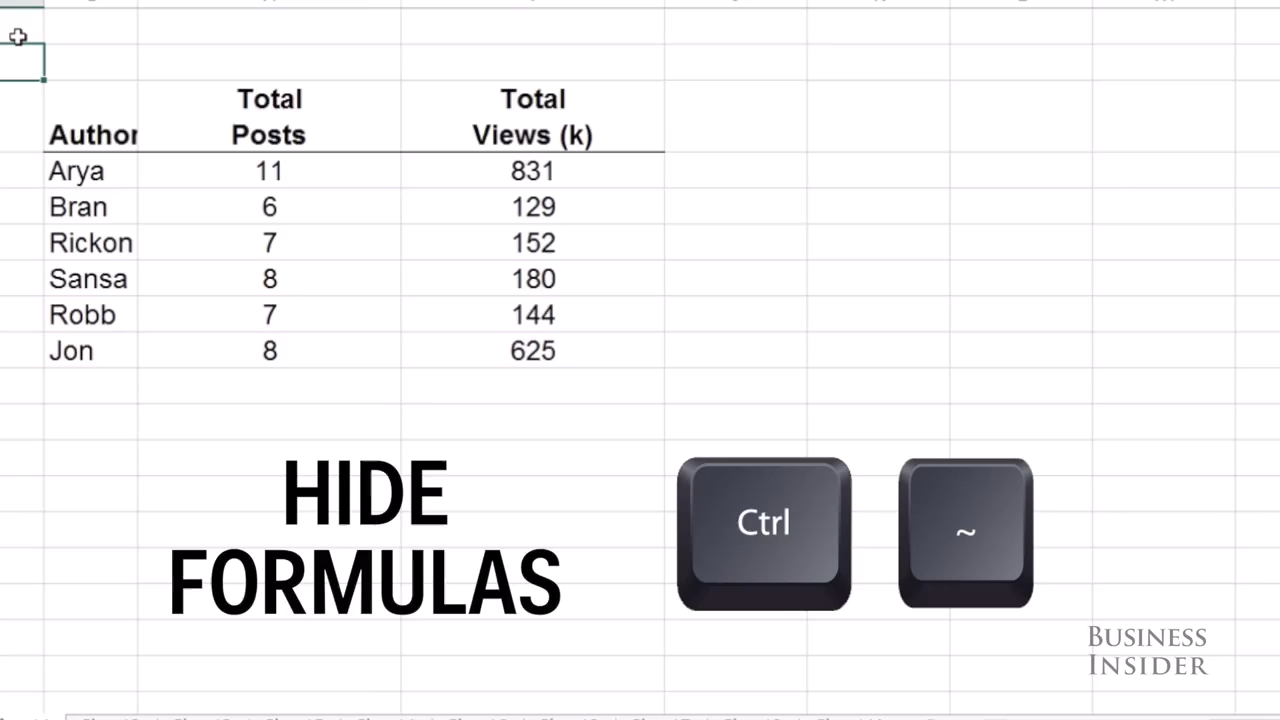 Total Total
Author Posts Views (k)
Arya 11 831
Bran 6 129
Rickon 7 152
Sansa 8 180
Robb 7 144
Jon 8 625
HIDE
FORMULAS
Ctrl ~
BUSINESS
INSIDER